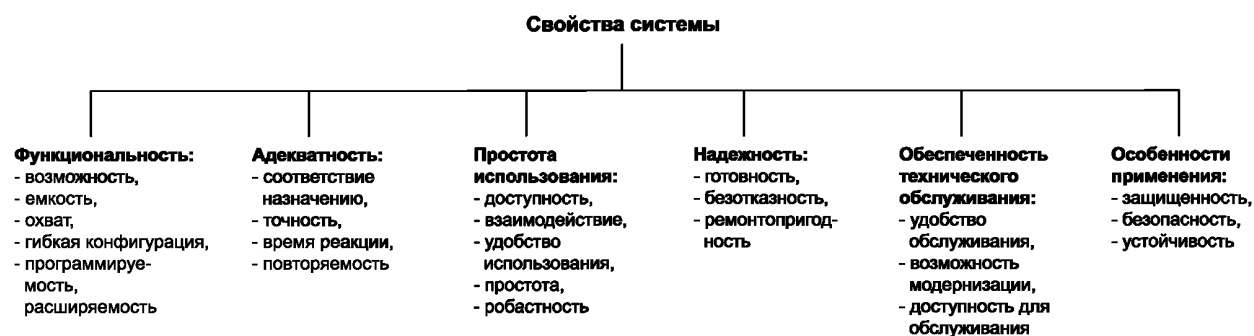 Свойства системы
Функциональность:
- возможность,
- емкость,
- охват,
- гибкая конфигурация,
- программируе-
мость,
расширяемость
Адекватность:
- соответствие
назначению,
- точность,
- время реакции,
- повторяемость
Простота
использования:
- доступность,
- взаимодействие,
- удобство
использования,
- простота,
- робастность
Надежность:
- готовность,
- безотказность,
- ремонтопригод-
ность
Обеспеченность
технического
обслуживания:
- удобство
обслуживания,
- возможность
модернизации,
- доступность для
обслуживания
Особенности
применения:
- защищенность,
- безопасность,
- устойчивость